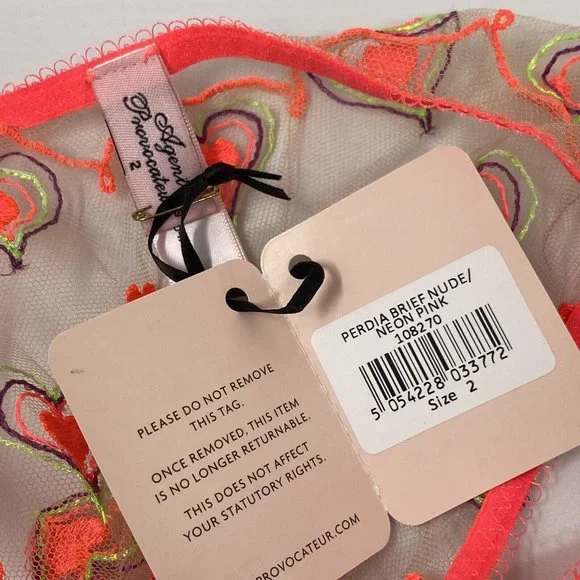 Agent
Provocateur
2
PLEASE DO NOT REMOVE
THIS TAG.
ONCE REMOVED, THIS ITEM
IS NO LONGER RETURNABLE.
THIS DOES NOT AFFECT
YOUR STATUTORY RIGHTS.
PROVOCATEUR.COM
PERDIA BRIEF NUDE/
NEON PINK
108270
5 054228 033772
Size 2